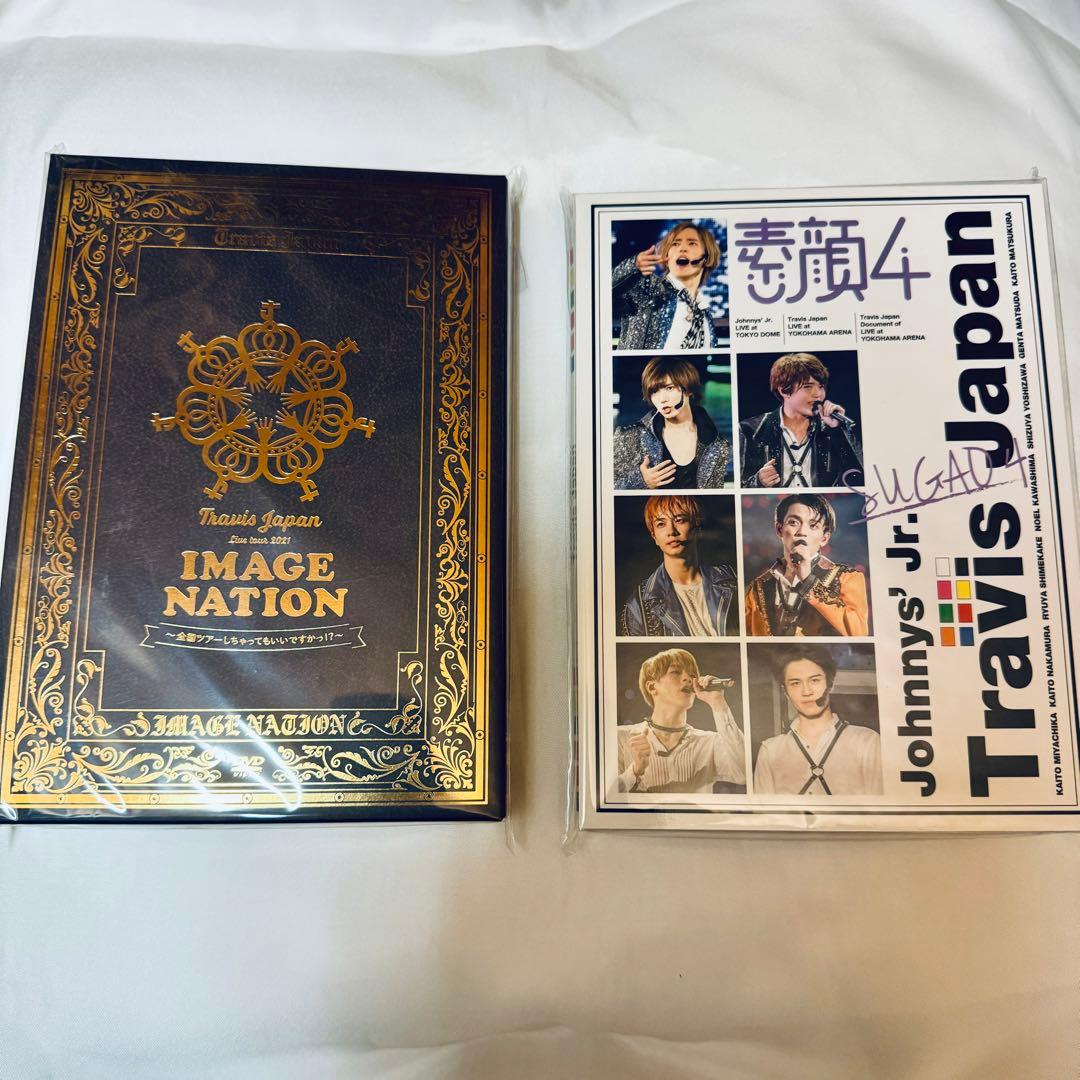 Travis Japan
Travis Japan
Live tour 2021
IMAGE
NATION
～全国ツアーしちゃってもいいですかっ!?～
IMAGE NATION
DVD
VIDEO
素顔4
Johnnys' Jr.
LIVE at
TOKYO DOME
Travis Japan
LIVE at
YOKOHAMA ARENA
Travis Japan
Document of
LIVE at
YOKOHAMA ARENA
SUGAO4
Johnnys' Jr.
Travis Japan
KAITO MIYACHIKA KAITO NAKAMURA RYUYA SHIMEKAKE NOEL KAWASHIMA SHIZUYA YOSHIZAWA GENTA MATSUDA KAITO MATSUKURA